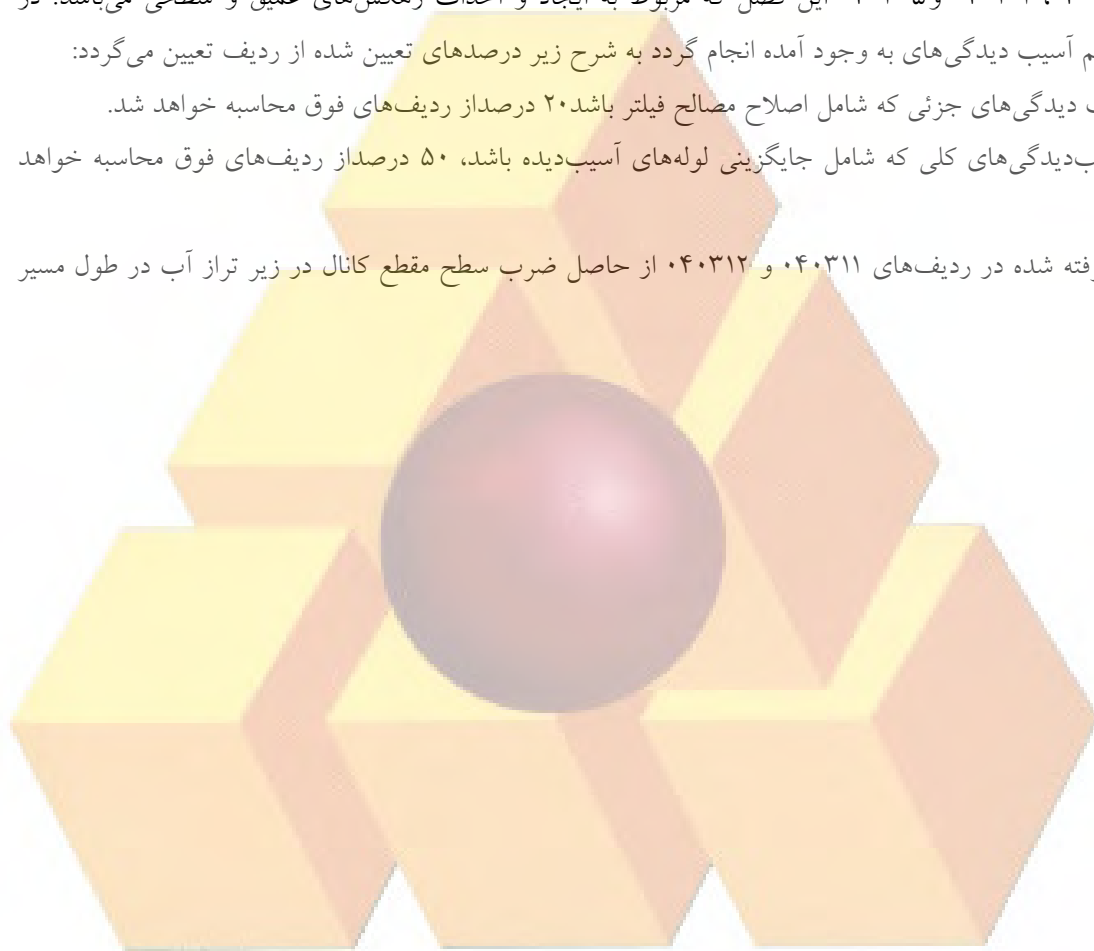 این فصل که مربوط به ایجاد و احداث زهکش‌های عمیق و سطحی می‌باشد. در
آسیب دیدگی‌های به وجود آمده انجام گردد به شرح زیر درصدهای تعیین شده از ردیف تعیین می‌گردد:
دیدگی‌های جزئی که شامل اصلاح مصالح فیلتر باشد۲۰ درصداز ردیف‌های فوق محاسبه خواهد شد.
کلی که شامل جایگزینی لوله‌های آسیب‌دیده باشد، ۵۰ درصداز ردیف‌های فوق محاسبه خواهد
شده در ردیف‌های ۰۴۰۳۱۱ و ۰۴۰۳۱۲ از حاصل ضرب سطح مقطع کانال در زیر تراز آب در طول مسیر